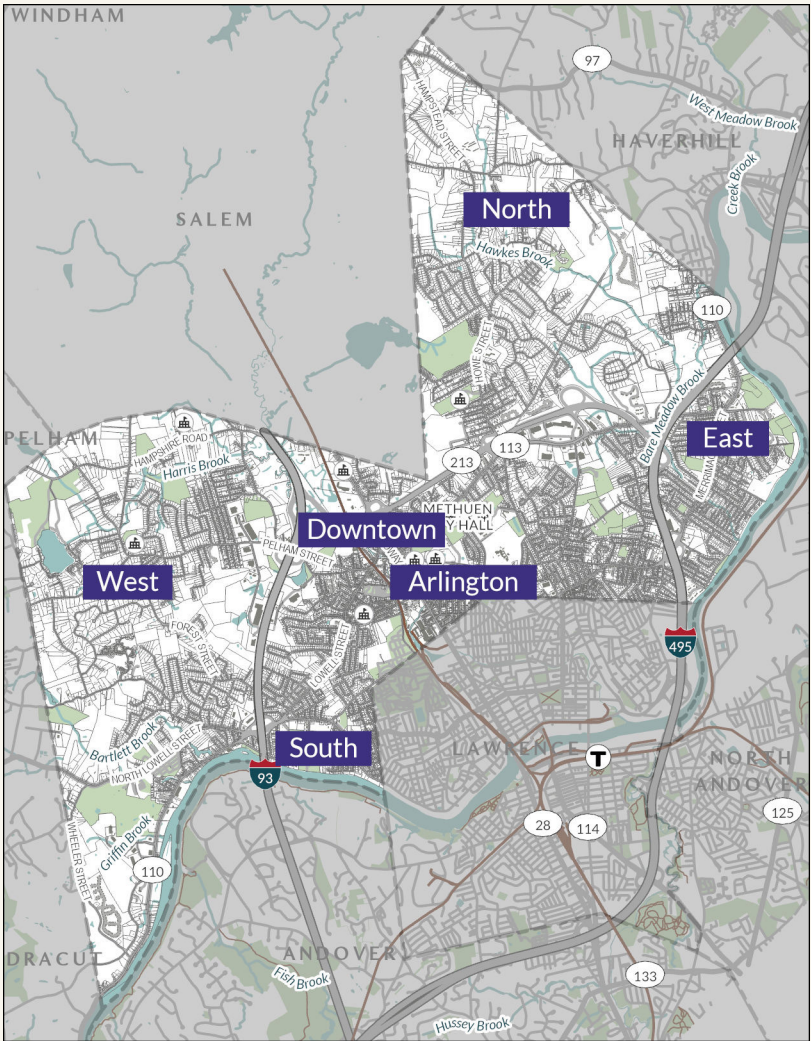 WINDHAM
97
HAMPSTEAD STREET
West Meadow Brook
HAVERHILL
Creek Brook
North
SALEM
Hawkes Brook
110
HOWE STREET
Bare Meadow Brook
East
PELHAM
HAMPSHIRE ROAD
Harris Brook
213
113
METHUEN
Y HALL
Downtown
PELHAM STREET
West
Arlington
FOREST STREET
LOWELL STREET
495
Bartlett Brook
NORTH LOWELL STREET
South
LAWRENCE
T
NORTH
ANDOVER
93
WHEELER STREET
Griffin Brook
110
28
114
125
DRACUT
ANDOVER
Fish Brook
133
Hussey Brook